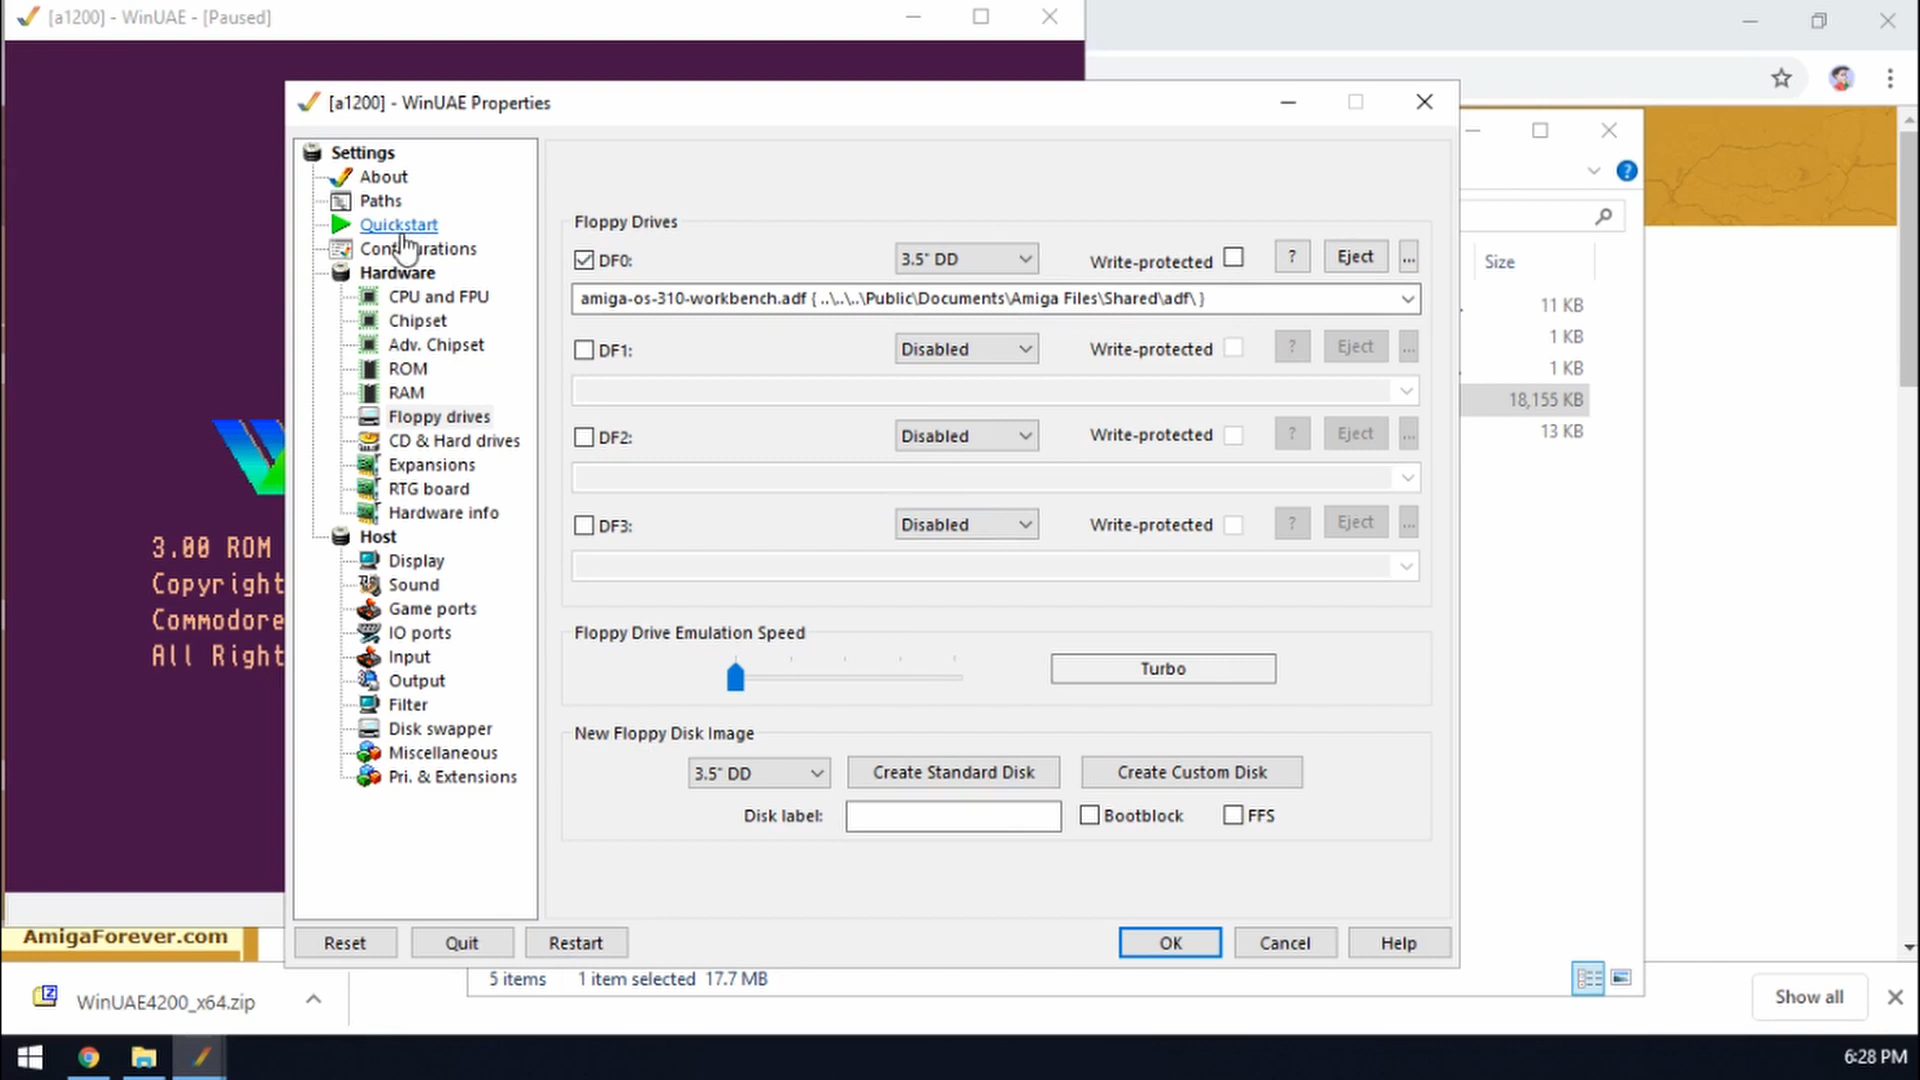 [a1200] - WinUAE - [Paused]
[a1200] - WinUAE Properties
Settings
About
Paths
Quickstart
Configurations
Hardware
CPU and FPU
Chipset
Adv. Chipset
ROM
RAM
Floppy drives
CD & Hard drives
Expansions
RTG board
Hardware info
Host
Display
Sound
Game ports
IO ports
Input
Output
Filter
Disk swapper
Miscellaneous
Pri. & Extensions
Floppy Drives
DF0: 3.5" DD Write-protected ? Eject ...
amiga-os-310-workbench.adf { ..\..\..\Public\Documents\Amiga Files\Shared\adf\ }
DF1: Disabled Write-protected ? Eject ...
DF2: Disabled Write-protected ? Eject ...
DF3: Disabled Write-protected ? Eject ...
Floppy Drive Emulation Speed
Turbo
New Floppy Disk Image
3.5" DD Create Standard Disk Create Custom Disk
Disk label: Bootblock FFS
Reset Quit Restart OK Cancel Help
3.00 ROM
Copyright
Commodore
All Right
?
Size
11 KB
1 KB
1 KB
18,155 KB
13 KB
AmigaForever.com
5 items 1 item selected 17.7 MB
WinUAE4200_x64.zip
Show all
6:28 PM